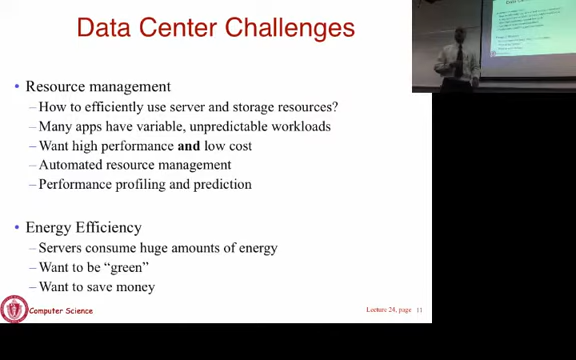 Data Center Challenges
• Resource management
– How to efficiently use server and storage resources?
– Many apps have variable, unpredictable workloads
– Want high performance and low cost
– Automated resource management
– Performance profiling and prediction
• Energy Efficiency
– Servers consume huge amounts of energy
– Want to be “green”
– Want to save money
Computer Science
Lecture 24, page 11